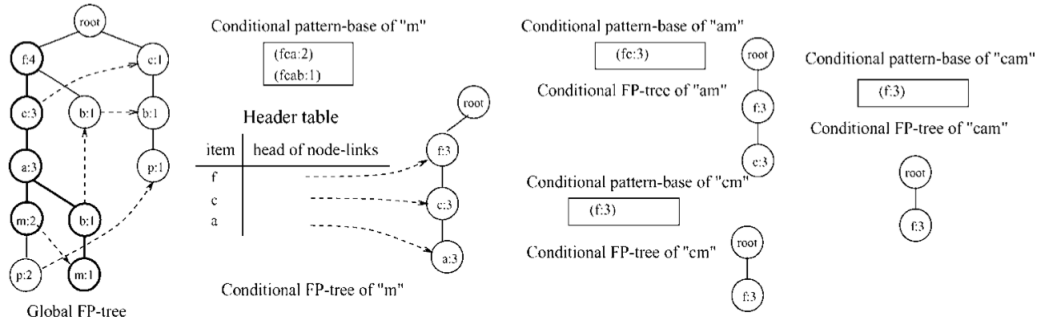 root
f:4
c:1
c:3
b:1
b:1
a:3
p:1
m:2
b:1
p:2
m:1
Global FP-tree
Conditional pattern-base of "m"
(fca:2)
(fcab:1)
Header table
item head of node-links
f
c
a
root
f:3
c:3
a:3
Conditional FP-tree of "m"
Conditional pattern-base of "am"
(fc:3)
Conditional FP-tree of "am"
root
f:3
c:3
Conditional pattern-base of "cm"
(f:3)
Conditional FP-tree of "cm"
root
f:3
Conditional pattern-base of "cam"
(f:3)
Conditional FP-tree of "cam"
root
f:3